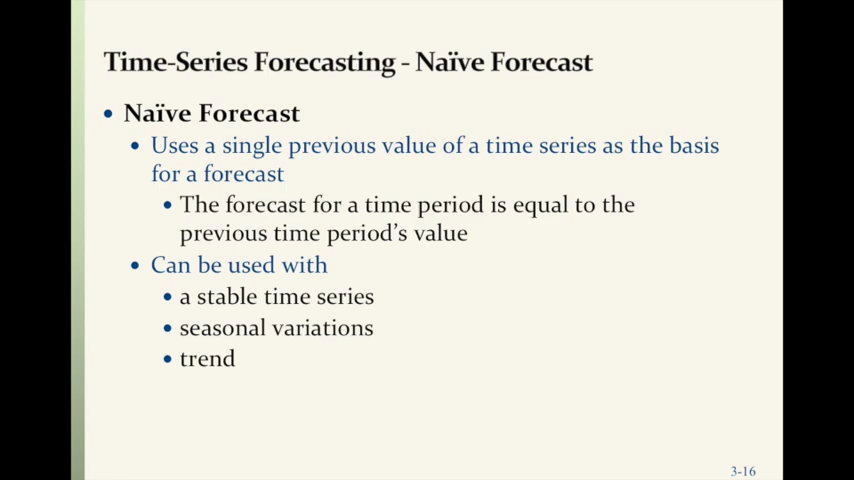 Time-Series Forecasting - Naïve Forecast
• Naïve Forecast
• Uses a single previous value of a time series as the basis
for a forecast
• The forecast for a time period is equal to the
previous time period’s value
• Can be used with
• a stable time series
• seasonal variations
• trend
3-16